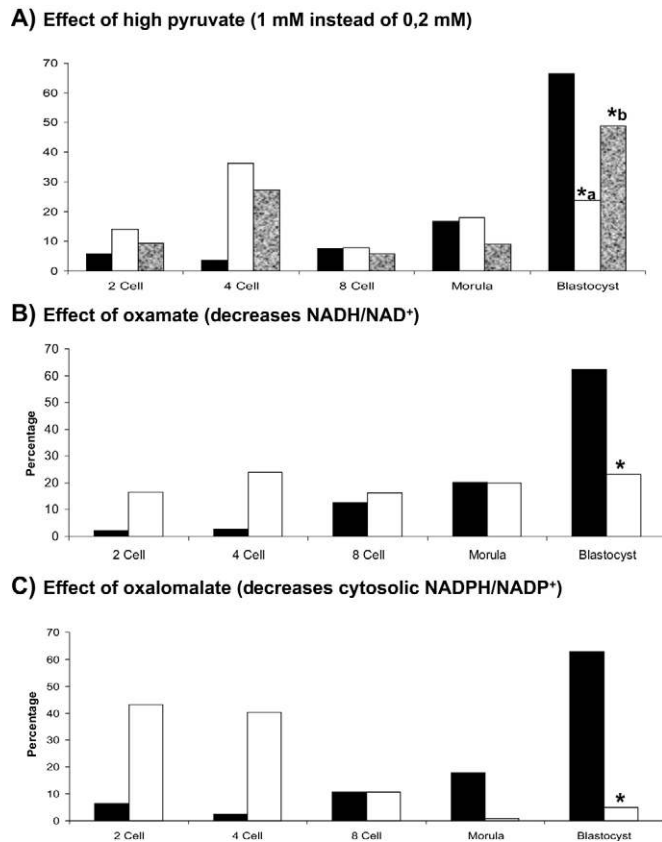 A) Effect of high pyruvate (1 mM instead of 0,2 mM)
70
60
50
40
30
20
10
0
*a
*b
2 Cell 4 Cell 8 Cell Morula Blastocyst
B) Effect of oxamate (decreases NADH/NAD⁺)
Percentage
70
60
50
40
30
20
10
0
*
2 Cell 4 Cell 8 Cell Morula Blastocyst
C) Effect of oxalomalate (decreases cytosolic NADPH/NADP⁺)
Percentage
70
60
50
40
30
20
10
0
*
2 Cell 4 Cell 8 Cell Morula Blastocyst